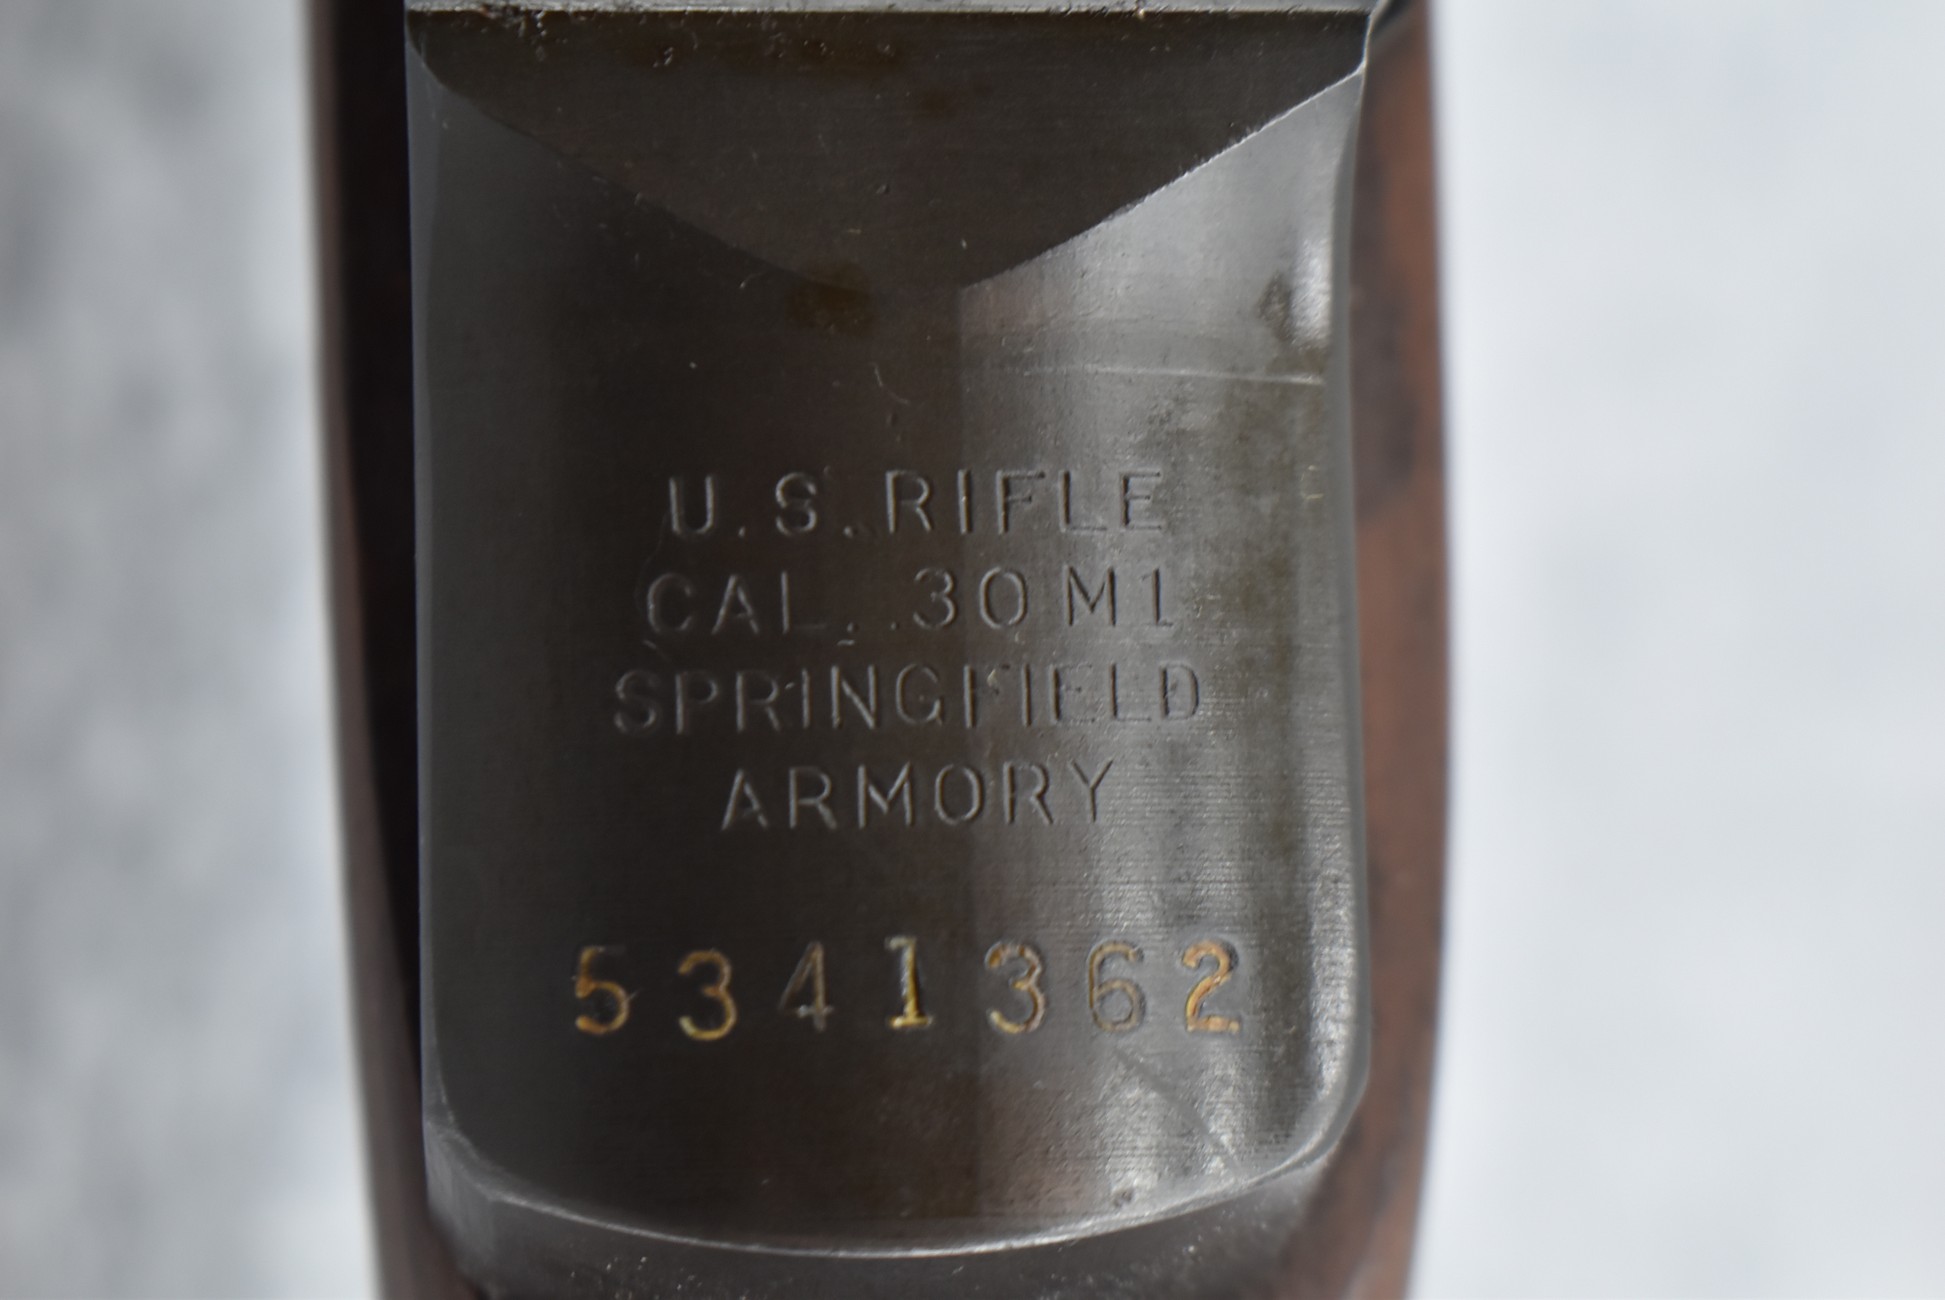 U.S. RIFLE
CAL. .30 M1
SPRINGFIELD
ARMORY
5341362